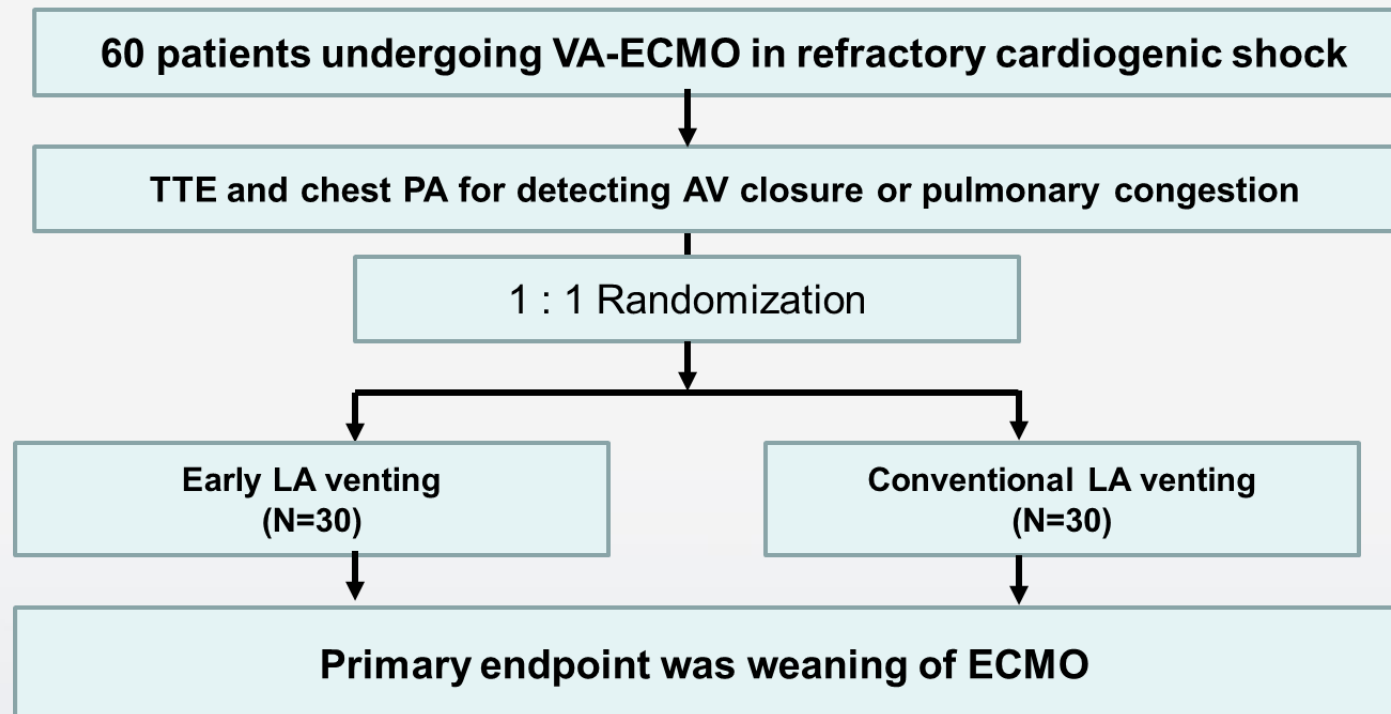 60 patients undergoing VA-ECMO in refractory cardiogenic shock
TTE and chest PA for detecting AV closure or pulmonary congestion
1 : 1 Randomization
Early LA venting
(N=30)
Conventional LA venting
(N=30)
Primary endpoint was weaning of ECMO